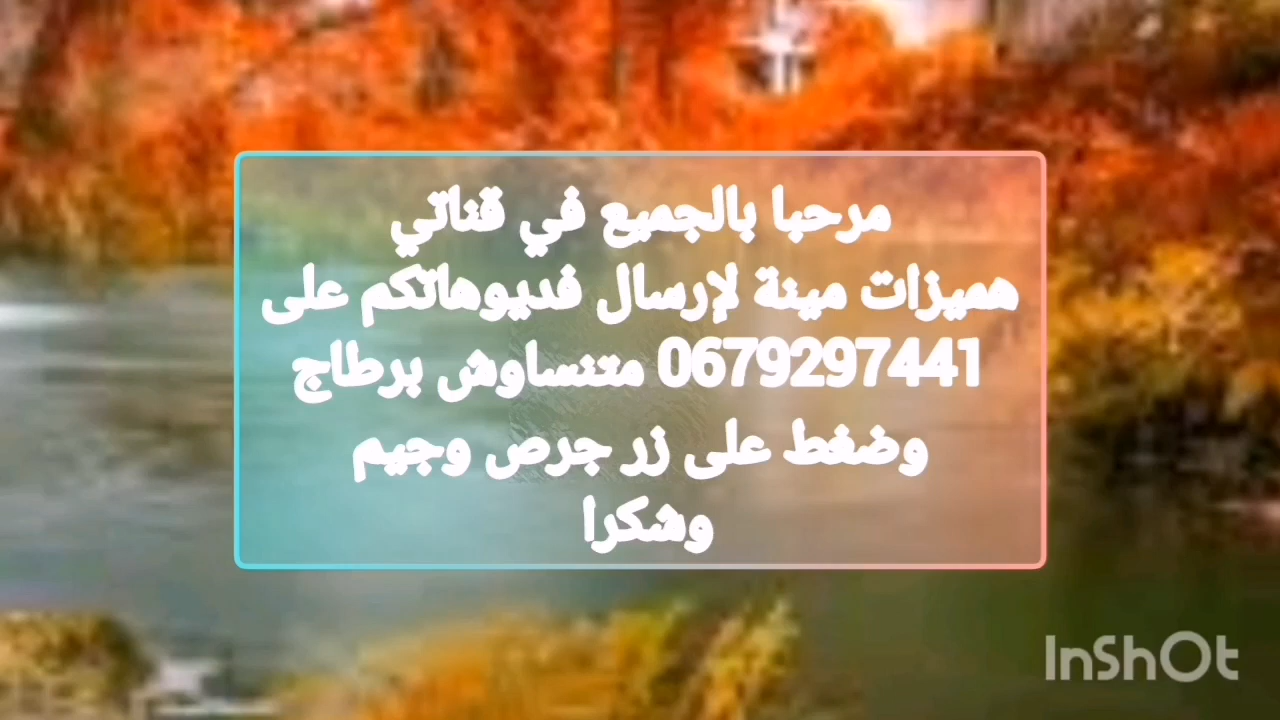 مرحبا بالجميع في قناتي
هميزات مينة لإرسال فديوهاتكم على
0679297441 متنساوش برطاج
وضغط على زر جرص وجيم
وشكرا
InShOt